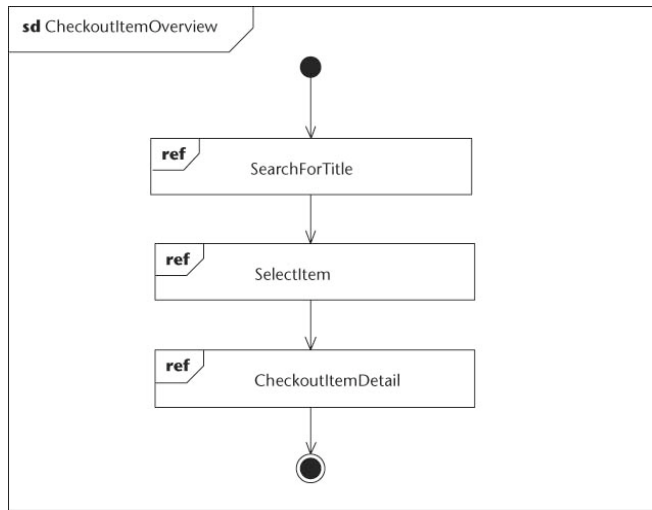 sd CheckoutItemOverview
ref
SearchForTitle
ref
SelectItem
ref
CheckoutItemDetail